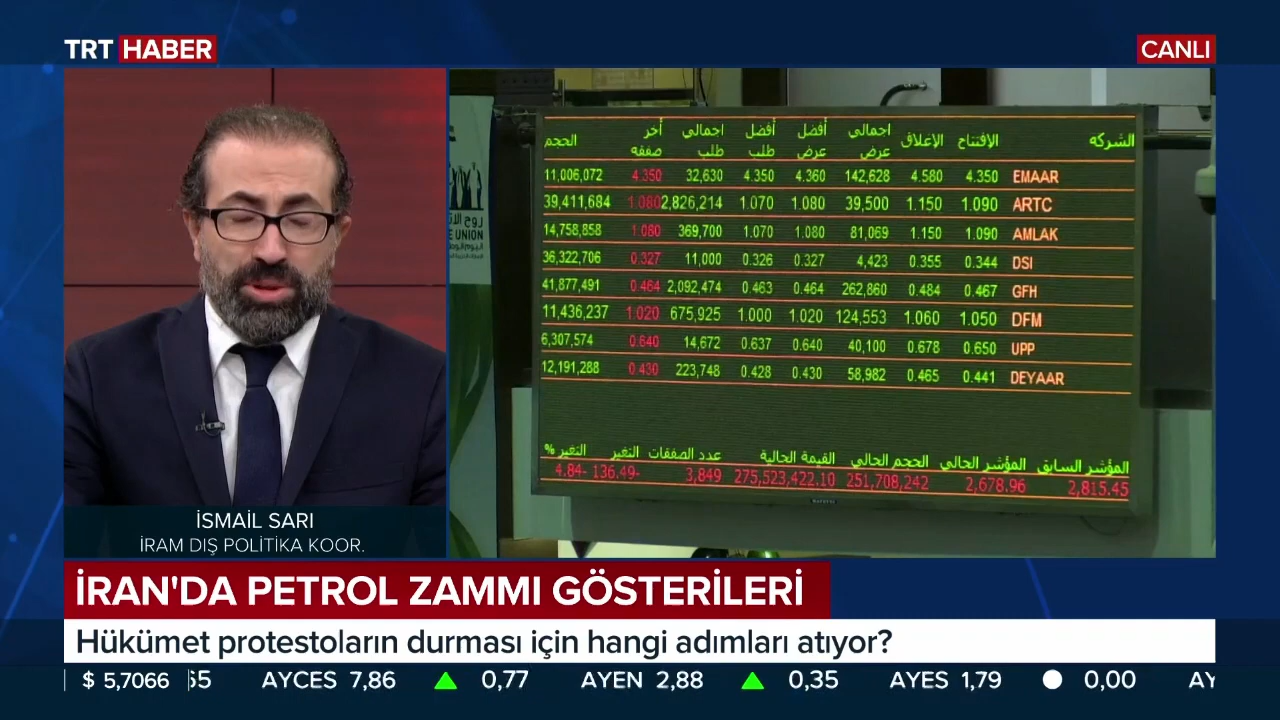 TRT HABER
CANLI
الشركه الإفتتاح الإغلاق اجمالي عرض أفضل عرض أفضل طلب اجمالي طلب أخر صفقه الحجم
11,006,072 4.350 32,630 4.350 4.360 142,628 4.580 4.350 EMAAR
39,411,684 1.080 2,826,214 1.070 1.080 39,500 1.150 1.090 ARTC
14,758,858 1.080 369,700 1.070 1.080 81,069 1.150 1.090 AMLAK
36,322,706 0.327 11,000 0.326 0.327 4,423 0.355 0.344 DSI
41,877,491 0.464 2,092,474 0.463 0.464 262,860 0.484 0.467 GFH
11,436,237 1.020 675,925 1.000 1.020 124,553 1.060 1.050 DFM
6,307,574 0.640 14,672 0.637 0.640 40,100 0.678 0.650 UPP
12,191,288 0.430 223,748 0.428 0.430 58,982 0.465 0.441 DEYAAR
المؤشر السابق المؤشر الحالي الحجم الحالي القيمة الحالية عدد الصفقات التغير التغير %
4.84- 136.49- 3,849 275,523,422.10 251,708,242 2,678.96 2,815.45
روح الات
E UNION
İSMAİL SARI
İRAM DIŞ POLİTİKA KOOR.
İRAN'DA PETROL ZAMMI GÖSTERİLERİ
Hükümet protestoların durması için hangi adımları atıyor?
$ 5,7066 35 AYCES 7,86 0,77 AYEN 2,88 0,35 AYES 1,79 0,00 AY